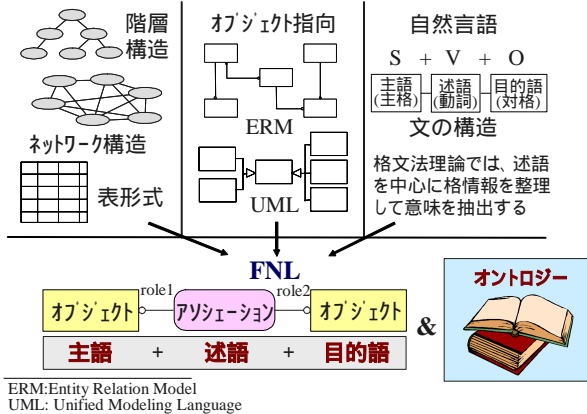 階層
構造
ﾈｯﾄﾜｰｸ構造
表形式
ｵﾌﾞｼﾞｪｸﾄ指向
ERM
UML
自然言語
S + V + O
主語 述語 目的語
(主格) (動詞) (対格)
文の構造
格文法理論では、述語
を中心に格情報を整理
して意味を抽出する
FNL
role1 role2
ｵﾌﾞｼﾞｪｸﾄ ｱｿｼｴｰｼｮﾝ ｵﾌﾞｼﾞｪｸﾄ
主語 + 述語 + 目的語
&
オントロジー
ERM:Entity Relation Model
UML: Unified Modeling Language